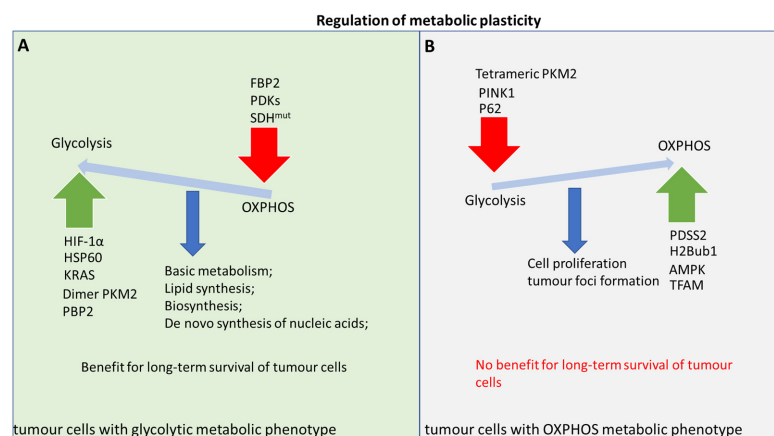 Regulation of metabolic plasticity
A
FBP2
PDKs
SDHmut
Glycolysis
OXPHOS
HIF-1α
HSP60
KRAS
Dimer PKM2
PBP2
Basic metabolism;
Lipid synthesis;
Biosynthesis;
De novo synthesis of nucleic acids;
Benefit for long-term survival of tumour cells
tumour cells with glycolytic metabolic phenotype
B
Tetrameric PKM2
PINK1
P62
OXPHOS
Glycolysis
PDSS2
H2Bub1
AMPK
TFAM
Cell proliferation
tumour foci formation
No benefit for long-term survival of tumour
cells
tumour cells with OXPHOS metabolic phenotype